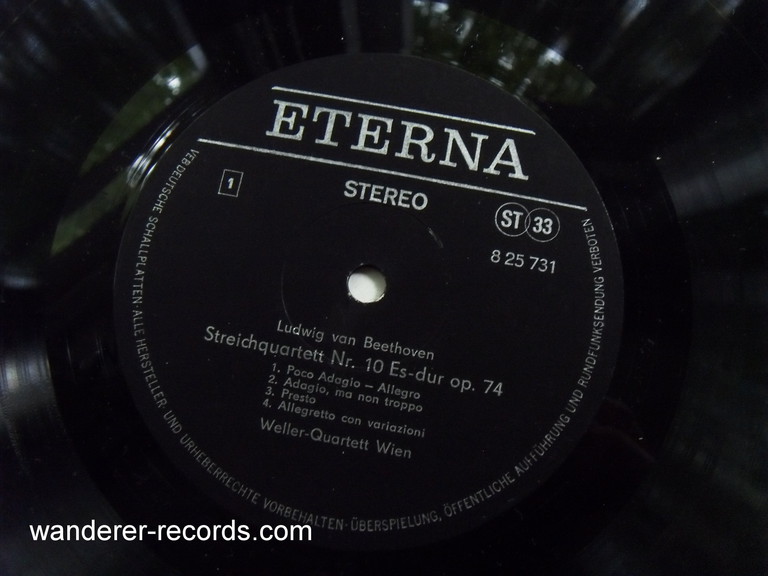 ETERNA
1
STEREO
ST 33
8 25 731
Ludwig van Beethoven
Streichquartett Nr. 10 Es-dur op. 74
1. Poco Adagio – Allegro
2. Adagio, ma non troppo
3. Presto
4. Allegretto con variazioni
Weller-Quartett Wien
VEB DEUTSCHE SCHALLPLATTEN · ALLE HERSTELLER- UND URHEBERRECHTE VORBEHALTEN · ÜBERSPIELUNG, ÖFFENTLICHE AUFFÜHRUNG UND RUNDFUNKSENDUNG VERBOTEN
wanderer-records.com